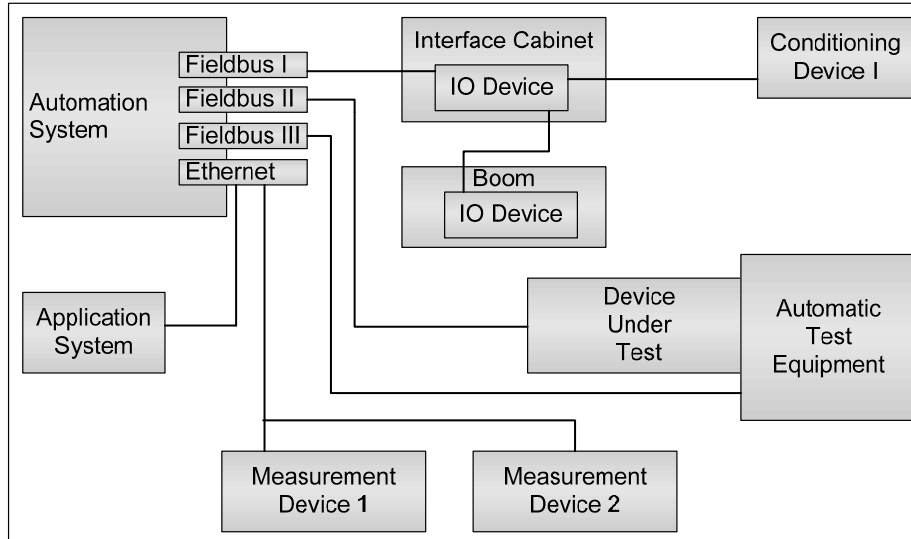 Automation
System
Fieldbus I
Fieldbus II
Fieldbus III
Ethernet
Interface Cabinet
IO Device
Conditioning
Device I
Boom
IO Device
Application
System
Device
Under
Test
Automatic
Test
Equipment
Measurement
Device 1
Measurement
Device 2